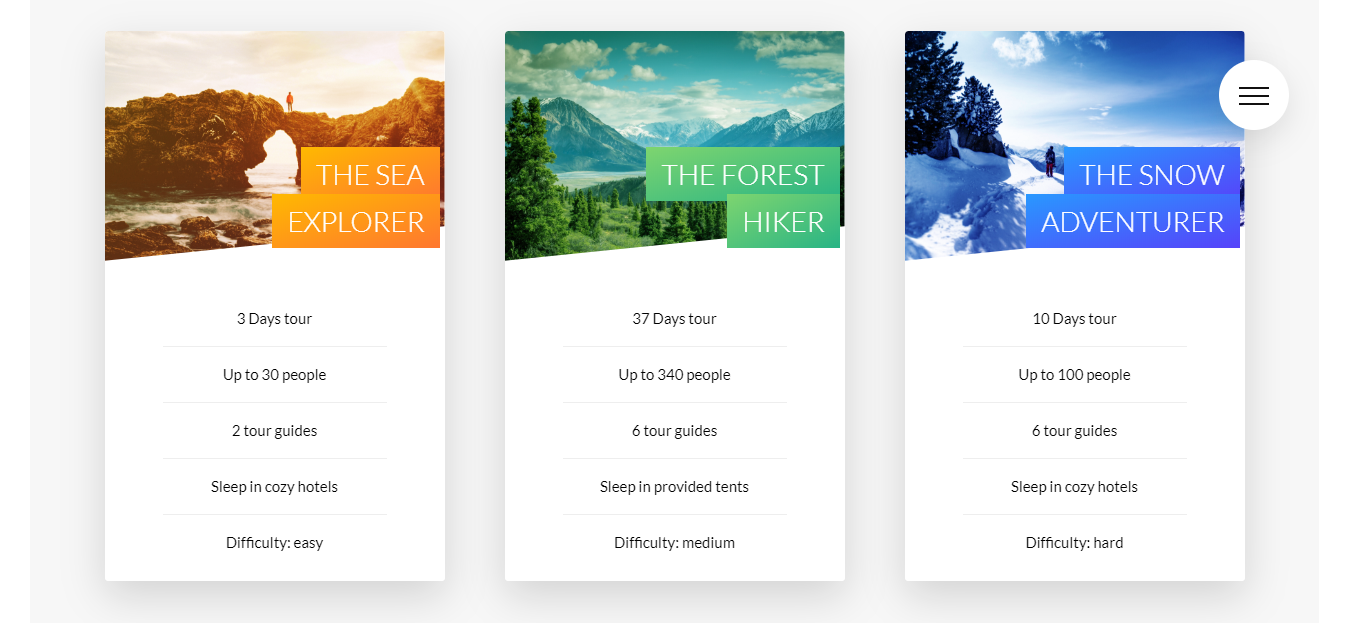 THE SEA
EXPLORER
3 Days tour
Up to 30 people
2 tour guides
Sleep in cozy hotels
Difficulty: easy
THE FOREST
HIKER
37 Days tour
Up to 340 people
6 tour guides
Sleep in provided tents
Difficulty: medium
THE SNOW
ADVENTURER
10 Days tour
Up to 100 people
6 tour guides
Sleep in cozy hotels
Difficulty: hard